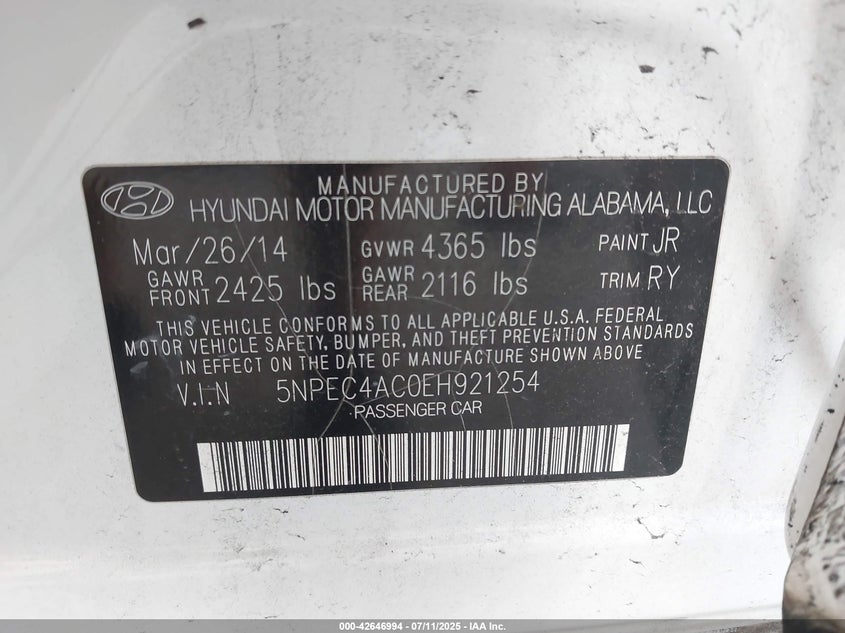 MANUFACTURED BY
HYUNDAI MOTOR MANUFACTURING ALABAMA, LLC
Mar/26/14 GVWR 4365 lbs PAINT JR
GAWR FRONT 2425 lbs GAWR REAR 2116 lbs TRIM RY
THIS VEHICLE CONFORMS TO ALL APPLICABLE U.S.A. FEDERAL
MOTOR VEHICLE SAFETY, BUMPER, AND THEFT PREVENTION STANDARDS
IN EFFECT ON THE DATE OF MANUFACTURE SHOWN ABOVE
V.I.N 5NPEC4AC0EH921254
PASSENGER CAR
000-42646994 - 07/11/2025 - IAA Inc.